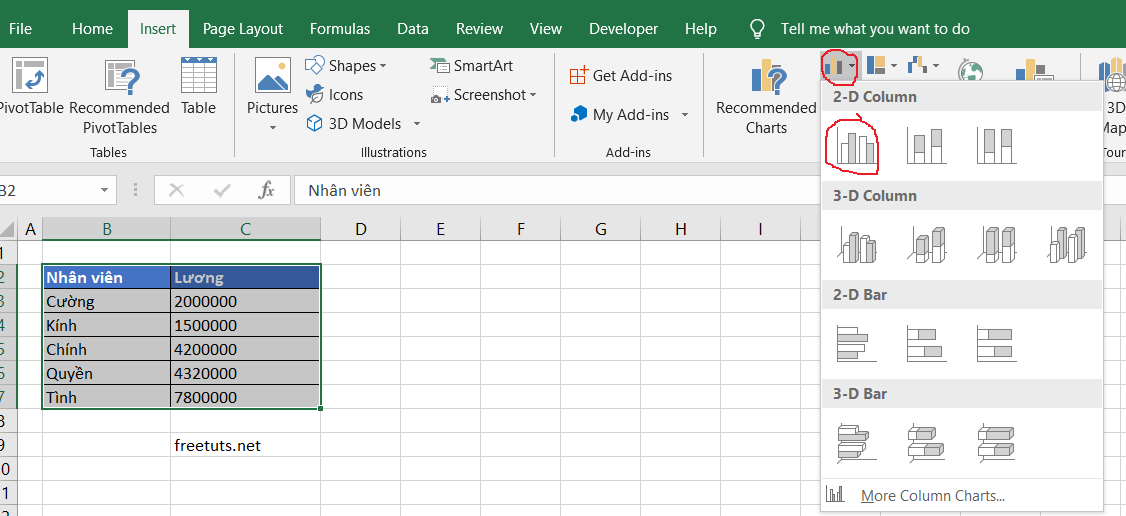 File Home Insert Page Layout Formulas Data Review View Developer Help Tell me what you want to do
PivotTable Recommended PivotTables Table
Tables
Pictures Shapes Icons 3D Models SmartArt Screenshot
Illustrations
Get Add-ins
My Add-ins
Add-ins
Recommended Charts
3D
Map
Tour
2-D Column
3-D Column
2-D Bar
3-D Bar
More Column Charts...
B2 fx Nhân viên
A B C D E F G H I
1
2 Nhân viên Lương
3 Cường 2000000
4 Kính 1500000
5 Chính 4200000
6 Quyền 4320000
7 Tình 7800000
8
9 freetuts.net
0
1
2